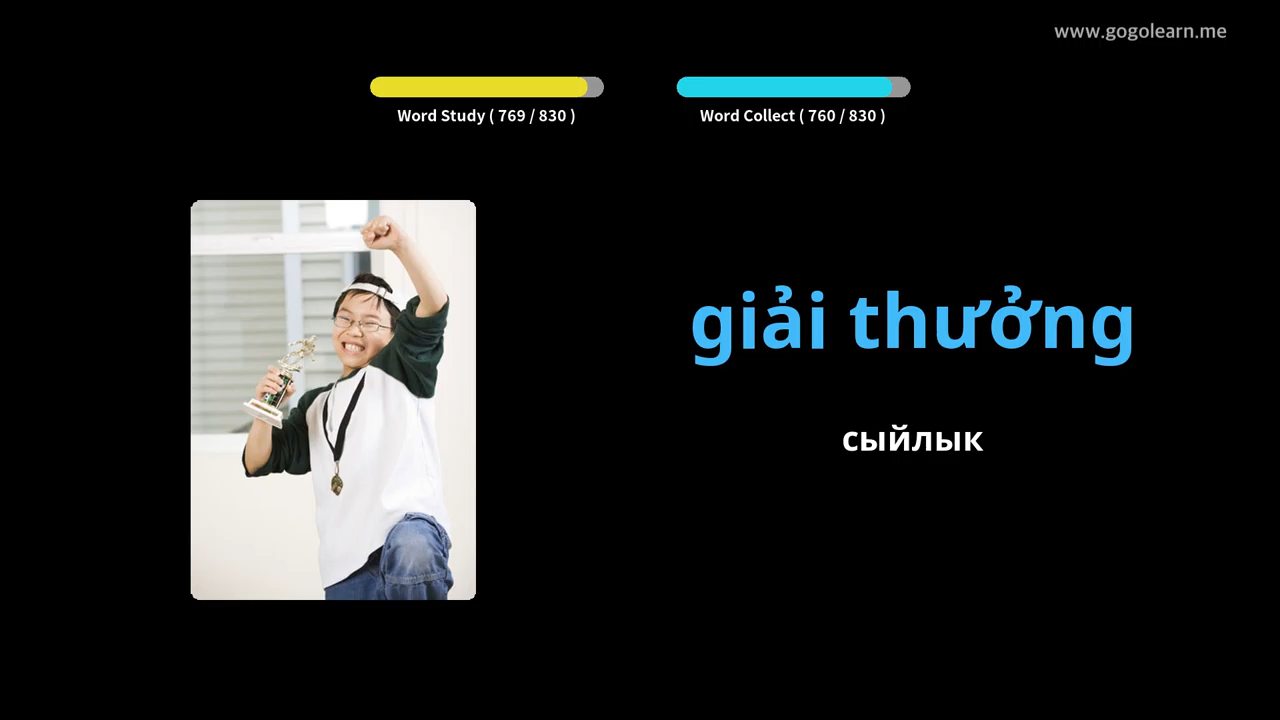 www.gogolearn.me
Word Study ( 769 / 830 )
Word Collect ( 760 / 830 )
giải thưởng
сыйлык